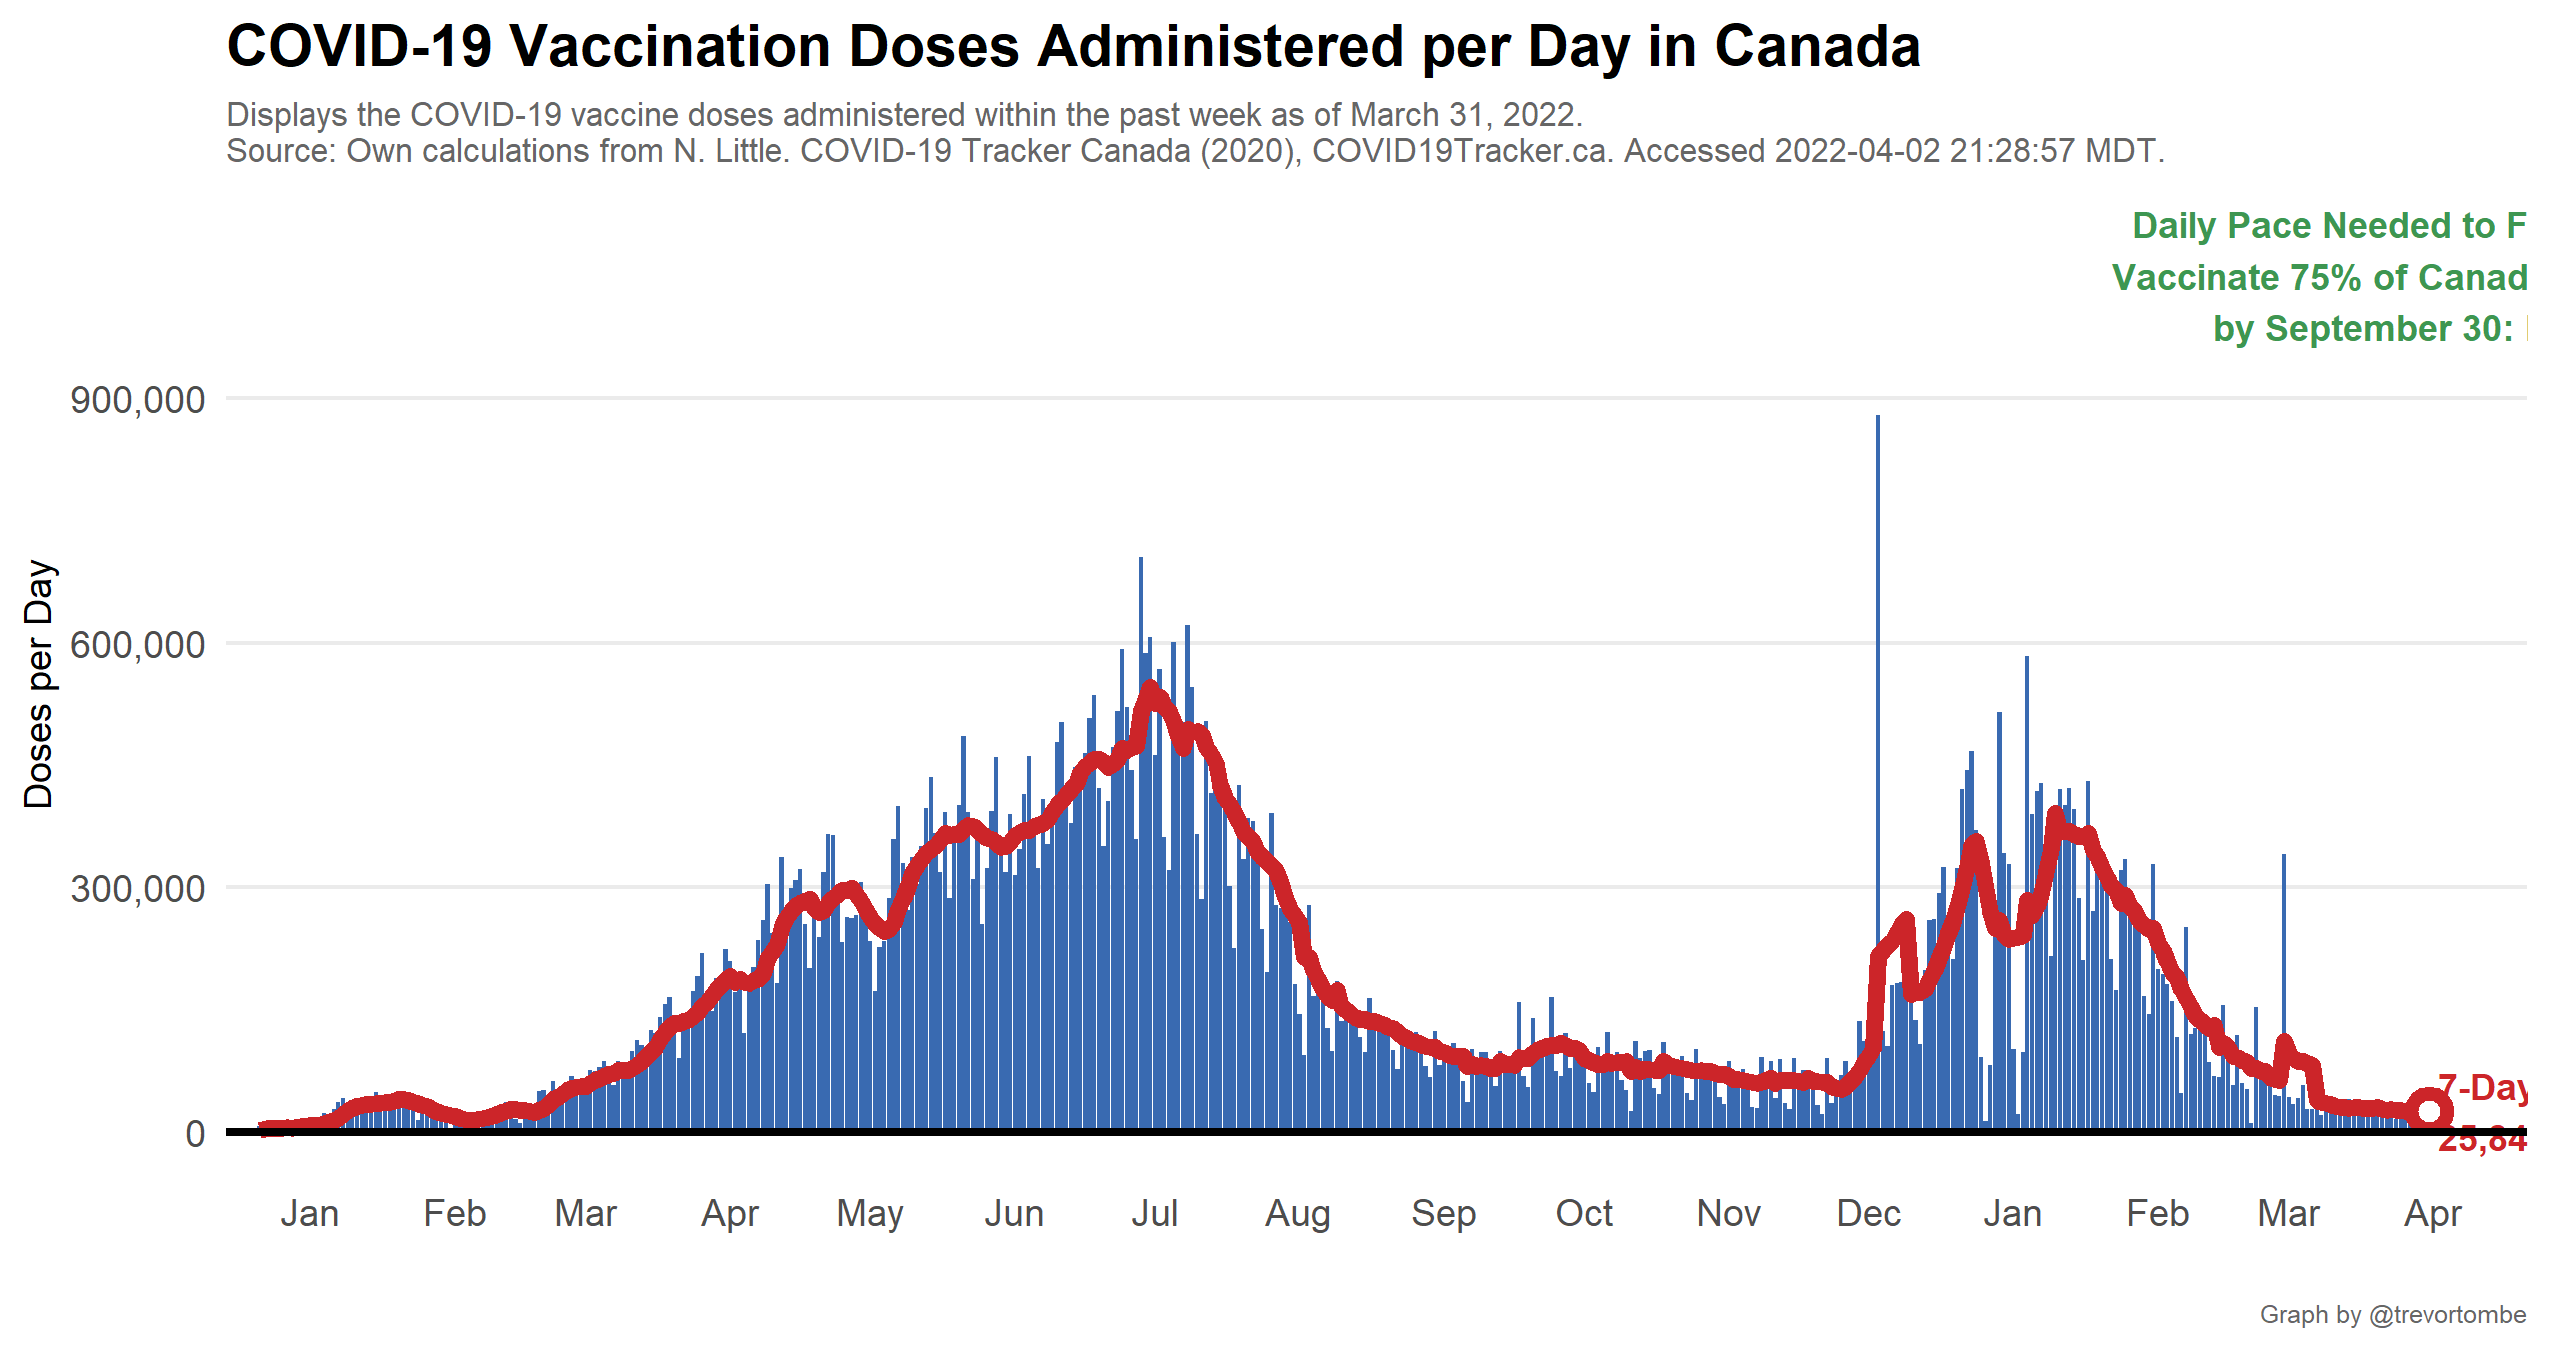 COVID-19 Vaccination Doses Administered per Day in Canada
Displays the COVID-19 vaccine doses administered within the past week as of March 31, 2022.
Source: Own calculations from N. Little. COVID-19 Tracker Canada (2020), COVID19Tracker.ca. Accessed 2022-04-02 21:28:57 MDT.
Daily Pace Needed to F
Vaccinate 75% of Canad
by September 30:
Doses per Day
900,000
600,000
300,000
0
7-Day
25,84
Jan Feb Mar Apr May Jun Jul Aug Sep Oct Nov Dec Jan Feb Mar Apr
Graph by @trevortombe